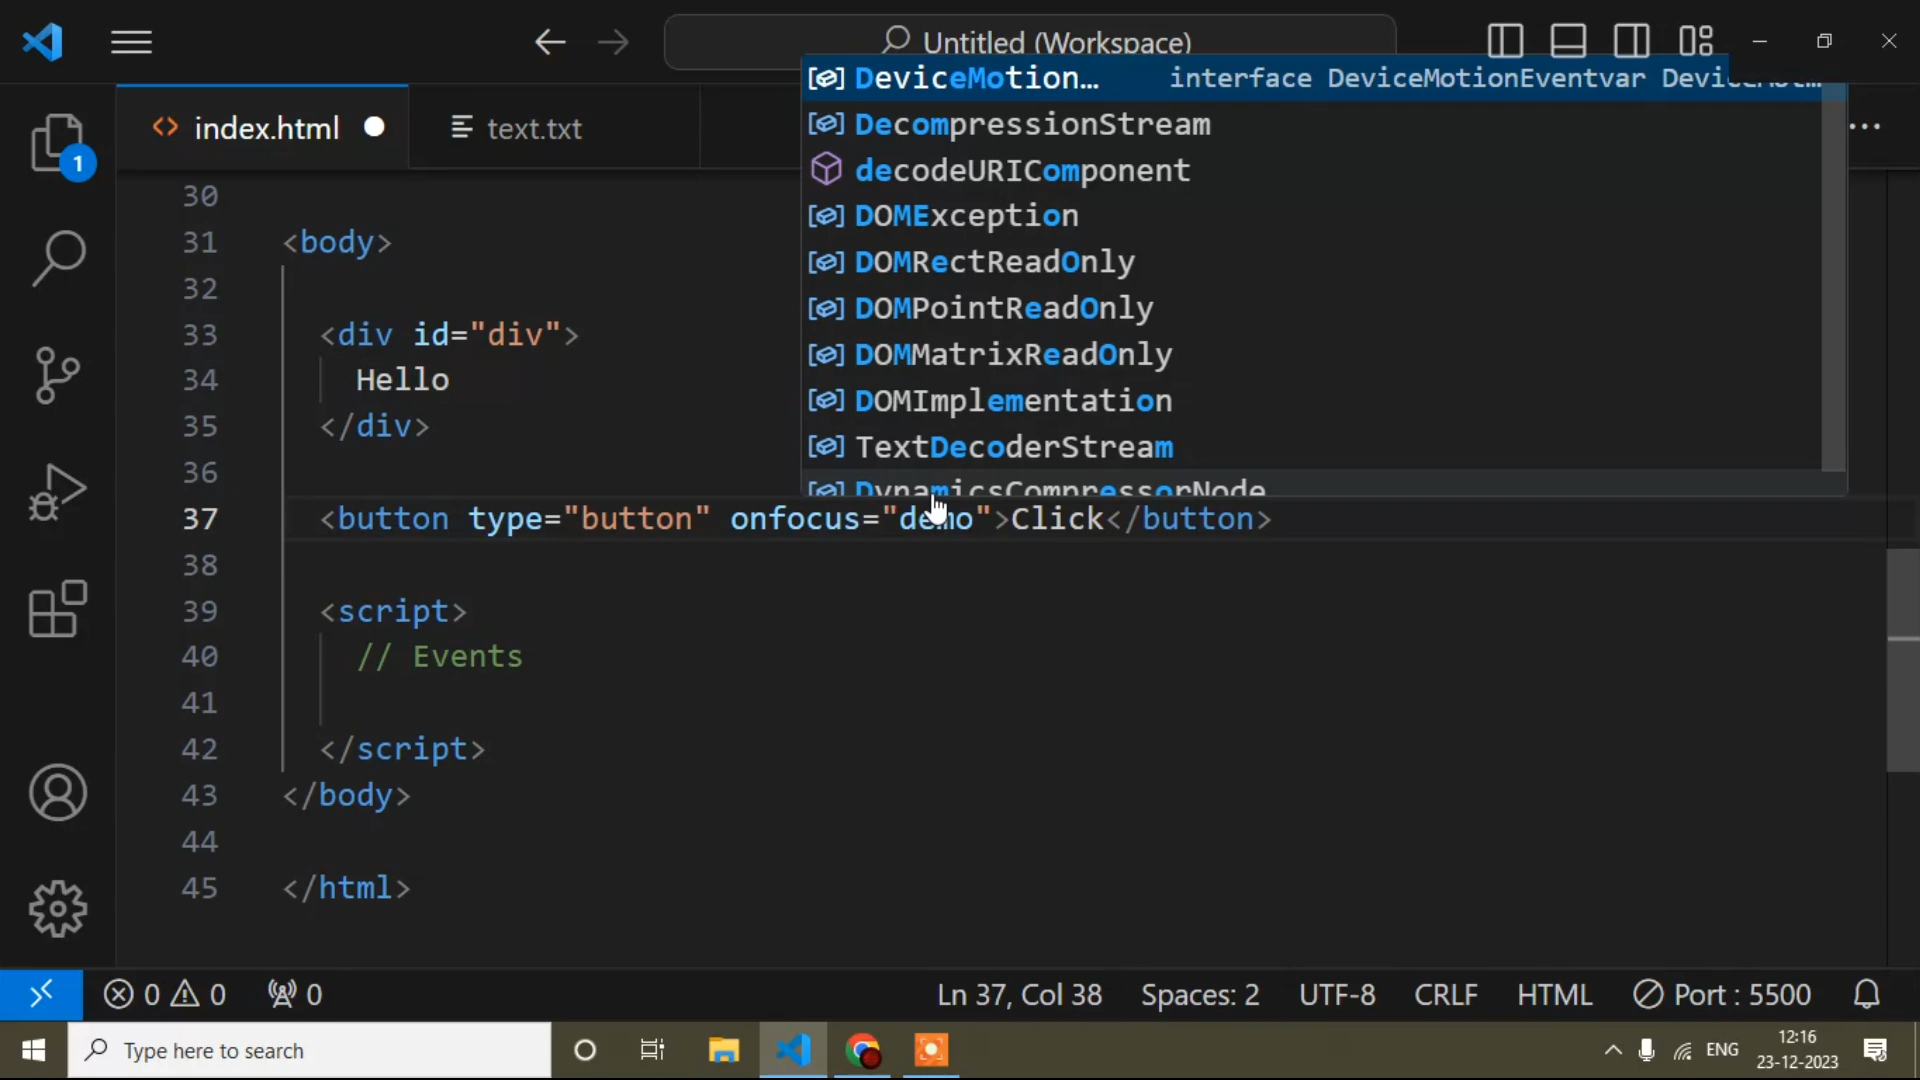 Untitled (Workspace)
index.html
text.txt
...
DeviceMotion… interface DeviceMotionEventvar
DecompressionStream
decodeURIComponent
DOMException
DOMRectReadOnly
DOMPointReadOnly
DOMMatrixReadOnly
DOMImplementation
TextDecoderStream
DynamicsCompressorNode
1
30
31 <body>
32
33 <div id="div">
34 Hello
35 </div>
36
37 <button type="button" onfocus="demo">Click</button>
38
39 <script>
40 // Events
41
42 </script>
43 </body>
44
45 </html>
0 0 0 Ln 37, Col 38 Spaces: 2 UTF-8 CRLF HTML Port : 5500
Type here to search
ENG
12:16
23-12-2023